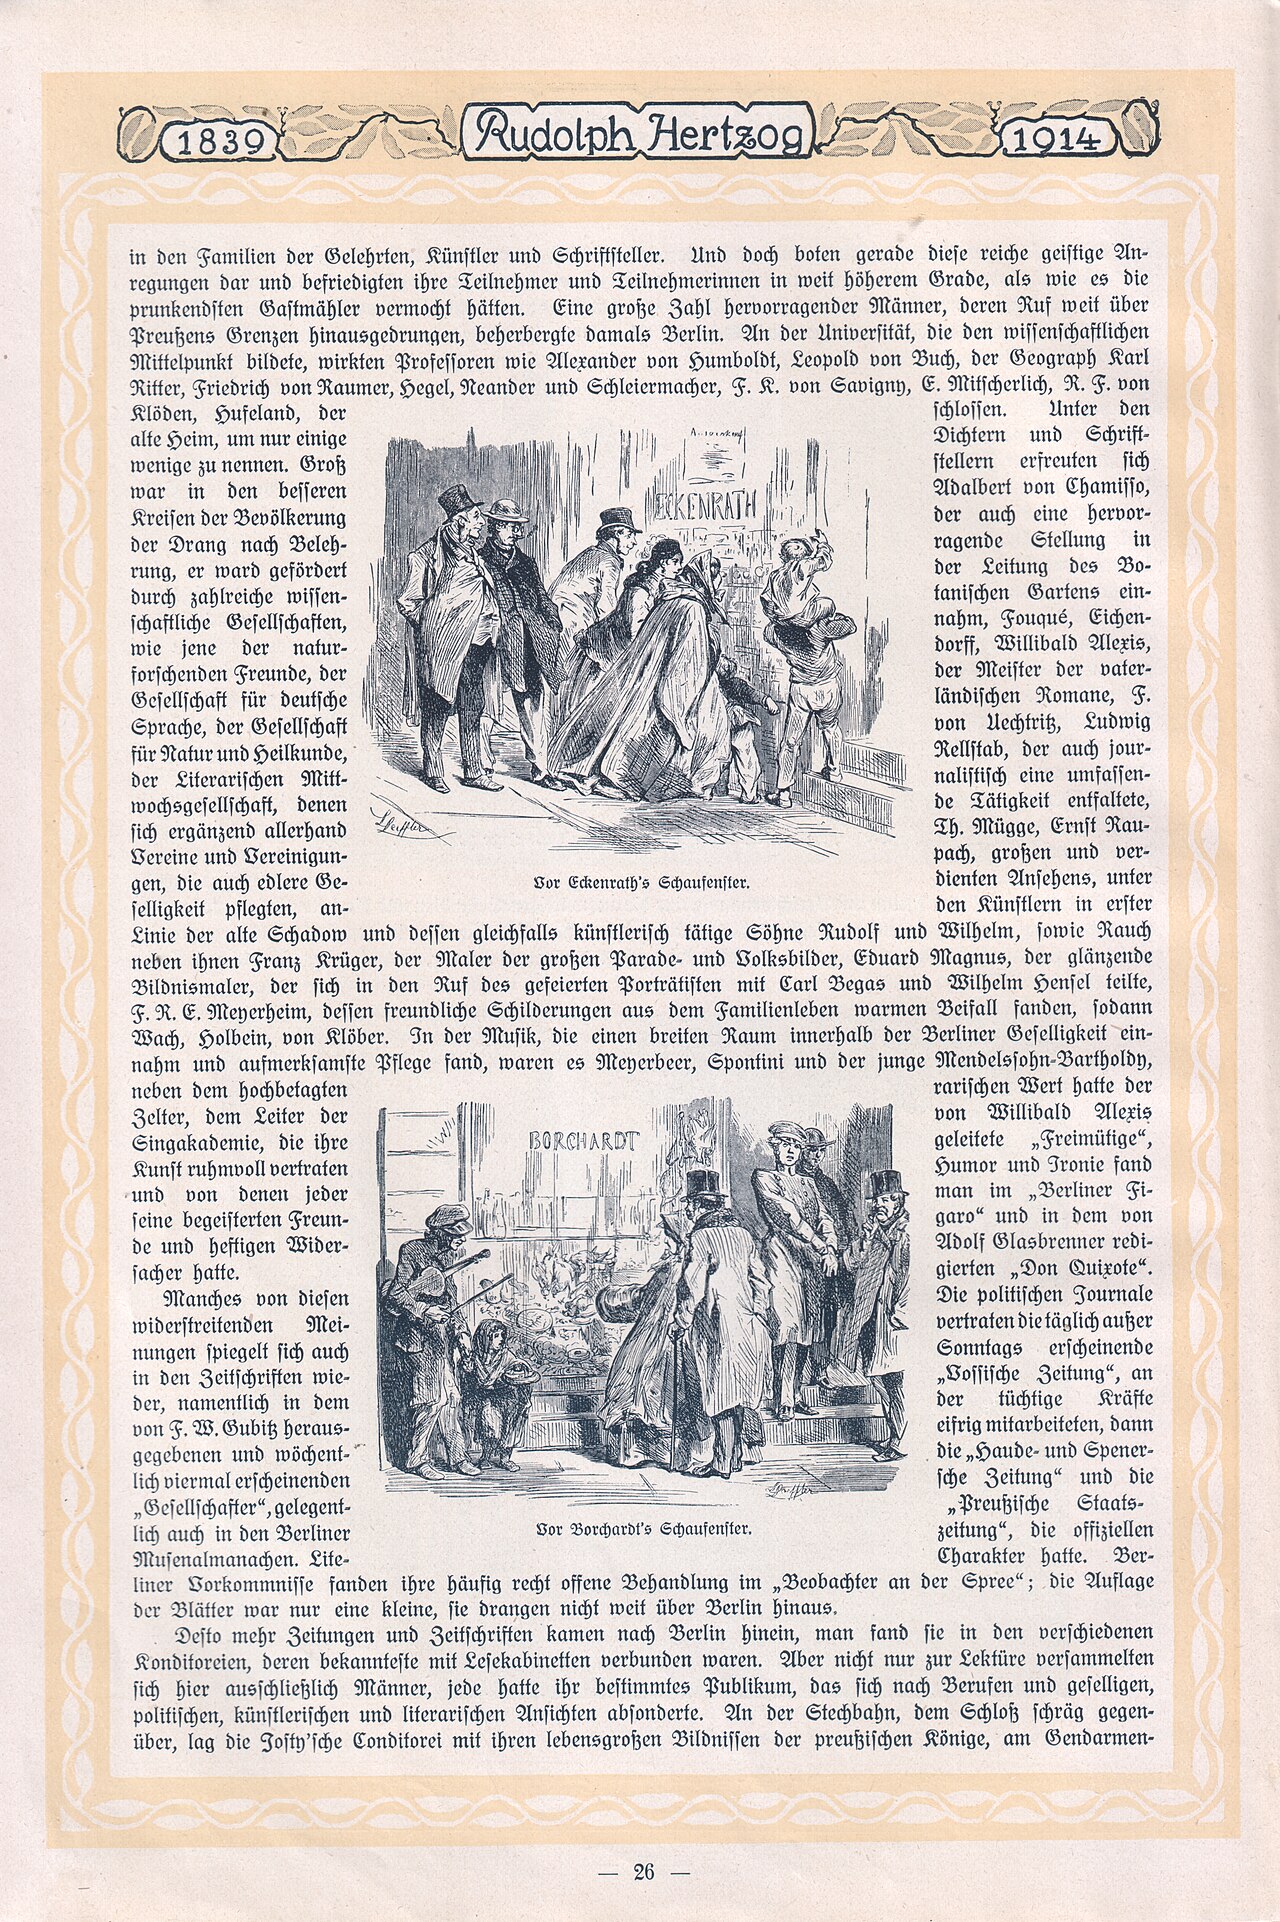 1839 Rudolph Hertzog 1914
in den Familien der Gelehrten, Künstler und Schriftsteller. Und doch boten gerade diese reiche geistige An-
regungen dar und befriedigten ihre Teilnehmer und Teilnehmerinnen in weit höherem Grade, als wie es die
prunkendsten Gastmähler vermocht hätten. Eine große Zahl hervorragender Männer, deren Ruf weit über
Preußens Grenzen hinausgedrungen, beherbergte damals Berlin. An der Universität, die den wissenschaftlichen
Mittelpunkt bildete, wirkten Professoren wie Alexander von Humboldt, Leopold von Buch, der Geograph Karl
Ritter, Friedrich von Raumer, Hegel, Neander und Schleiermacher, F. K. von Savigny, E. Mitscherlich, R. F. von
Klöden, Hufeland, der
alte Heim, um nur einige
wenige zu nennen. Groß
war in den besseren
Kreisen der Bevölkerung
der Drang nach Beleh-
rung, er ward gefördert
durch zahlreiche wissen-
schaftliche Gesellschaften,
wie jene der natur-
forschenden Freunde, der
Gesellschaft für deutsche
Sprache, der Gesellschaft
für Natur und Heilkunde,
der Literarischen Mitt-
wochsgesellschaft, denen
sich ergänzend allerhand
Vereine und Vereinigun-
gen, die auch edlere Ge-
selligkeit pflegten, an-
ECKENRATH
Vor Eckenrath's Schaufenster.
schlossen. Unter den
Dichtern und Schrift-
stellern erfreuten sich
Adalbert von Chamisso,
der auch eine hervor-
ragende Stellung in
der Leitung des Bo-
tanischen Gartens ein-
nahm, Fouqué, Eichen-
dorff, Willibald Alexis,
der Meister der vater-
ländischen Romane, F.
von Uechtritz, Ludwig
Rellstab, der auch jour-
nalistisch eine umfassen-
de Tätigkeit entfaltete,
Th. Mügge, Ernst Rau-
pach, großen und ver-
dienten Ansehens, unter
den Künstlern in erster
Linie der alte Schadow und dessen gleichfalls künstlerisch tätige Söhne Rudolf und Wilhelm, sowie Rauch
neben ihnen Franz Krüger, der Maler der großen Parade- und Volksbilder, Eduard Magnus, der glänzende
Bildnismaler, der sich in den Ruf des gefeierten Porträtisten mit Carl Begas und Wilhelm Hensel teilte,
F. R. E. Meyerheim, dessen freundliche Schilderungen aus dem Familienleben warmen Beifall fanden, sodann
Wach, Holbein, von Klöber. In der Musik, die einen breiten Raum innerhalb der Berliner Geselligkeit ein-
nahm und aufmerksamste Pflege fand, waren es Meyerbeer, Spontini und der junge Mendelssohn-Bartholdy,
neben dem hochbetagten
Zelter, dem Leiter der
Singakademie, die ihre
Kunst ruhmvoll vertraten
und von denen jeder
seine begeisterten Freun-
de und heftigen Wider-
sacher hatte.
Manches von diesen
widerstreitenden Mei-
nungen spiegelt sich auch
in den Zeitschriften wie-
der, namentlich in dem
von F. W. Gubitz heraus-
gegebenen und wöchent-
lich viermal erscheinenden
„Gesellschafter“, gelegent-
lich auch in den Berliner
Musenalmanachen. Lite-
BORCHARDT
Vor Borchardt's Schaufenster.
rarischen Wert hatte der
von Willibald Alexis
geleitete „Freimütige“,
Humor und Ironie fand
man im „Berliner Fi-
garo“ und in dem von
Adolf Glasbrenner redi-
gierten „Don Quixote“.
Die politischen Journale
vertraten die täglich außer
Sonntags erscheinende
„Vossische Zeitung“, an
der tüchtige Kräfte
eifrig mitarbeiteten, dann
die „Haude- und Spener-
sche Zeitung“ und die
„Preußische Staats-
zeitung“, die offiziellen
Charakter hatte. Ber-
liner Vorkommnisse fanden ihre häufig recht offene Behandlung im „Beobachter an der Spree“; die Auflage
der Blätter war nur eine kleine, sie drangen nicht weit über Berlin hinaus.
Desto mehr Zeitungen und Zeitschriften kamen nach Berlin hinein, man fand sie in den verschiedenen
Konditoreien, deren bekannteste mit Lesekabinetten verbunden waren. Aber nicht nur zur Lektüre versammelten
sich hier ausschließlich Männer, jede hatte ihr bestimmtes Publikum, das sich nach Berufen und geselligen,
politischen, künstlerischen und literarischen Ansichten absonderte. An der Stechbahn, dem Schloß schräg gegen-
über, lag die Josty'sche Conditorei mit ihren lebensgroßen Bildnissen der preußischen Könige, am Gendarmen-
— 26 —